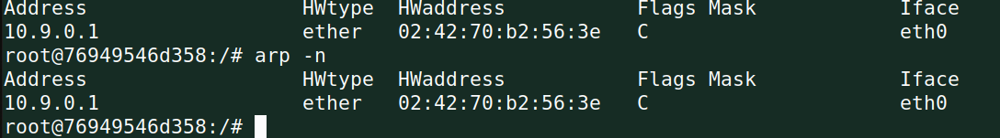 Address                  HWtype  HWaddress           Flags Mask            Iface
10.9.0.1                 ether   02:42:70:b2:56:3e   C                     eth0
root@76949546d358:/# arp -n
Address                  HWtype  HWaddress           Flags Mask            Iface
10.9.0.1                 ether   02:42:70:b2:56:3e   C                     eth0
root@76949546d358:/#